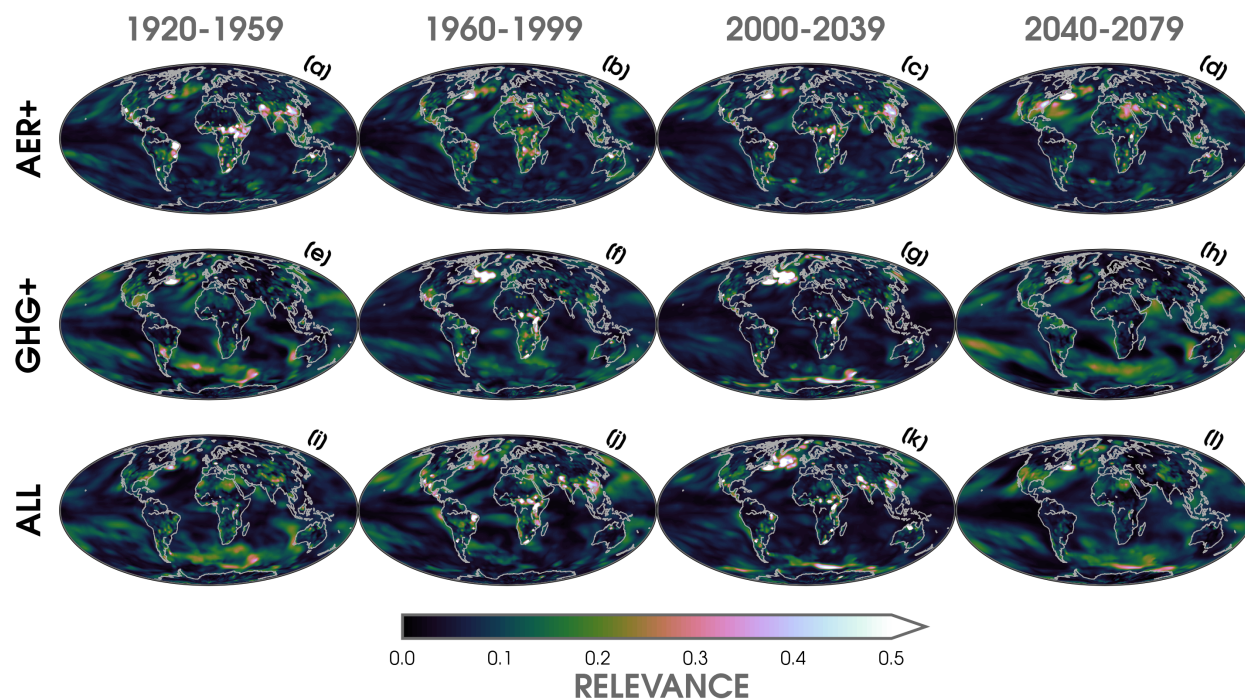 1920-1959 1960-1999 2000-2039 2040-2079
AER+ (a) (b) (c) (d)
GHG+ (e) (f) (g) (h)
ALL (i) (j) (k) (l)
0.0 0.1 0.2 0.3 0.4 0.5
RELEVANCE